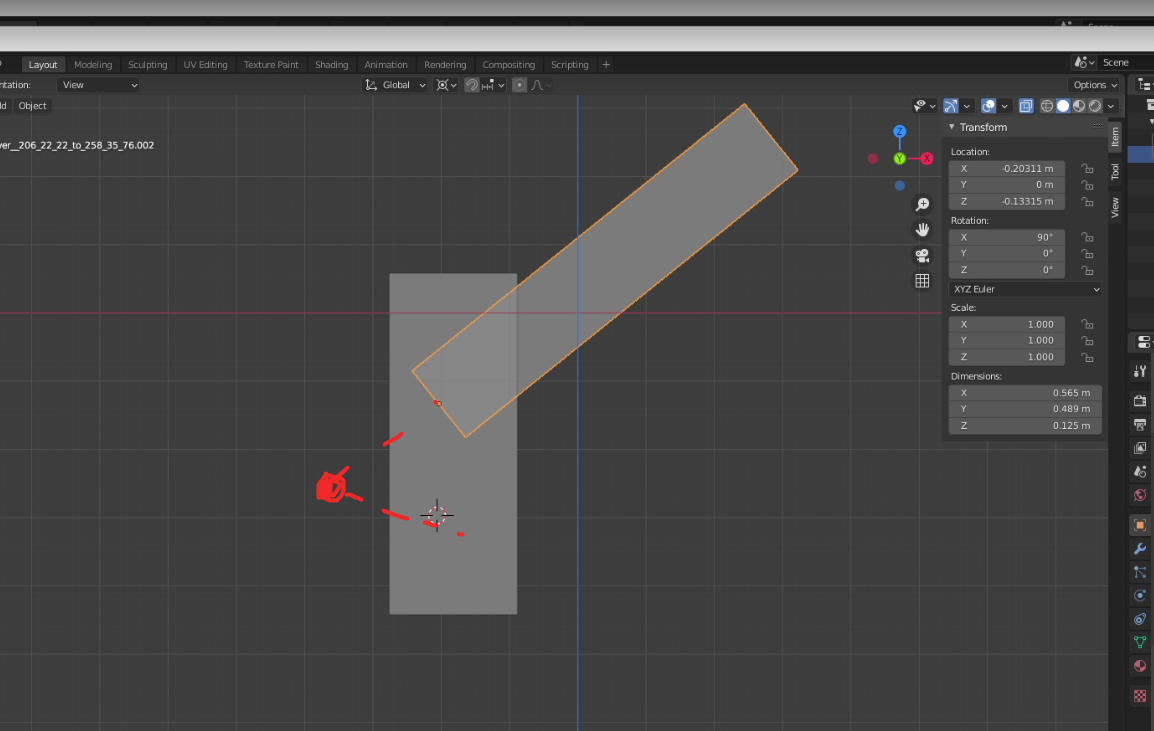 Layout Modeling Sculpting UV Editing Texture Paint Shading Animation Rendering Compositing Scripting + Scene
ntation: View Global Options
ld Object
ver__206_22_22_to_258_35_76.002
Z
Y X
Transform
Location:
X -0.20311 m
Y 0 m
Z -0.13315 m
Rotation:
X 90°
Y 0°
Z 0°
XYZ Euler
Scale:
X 1.000
Y 1.000
Z 1.000
Dimensions:
X 0.565 m
Y 0.489 m
Z 0.125 m
Item
Tool
View